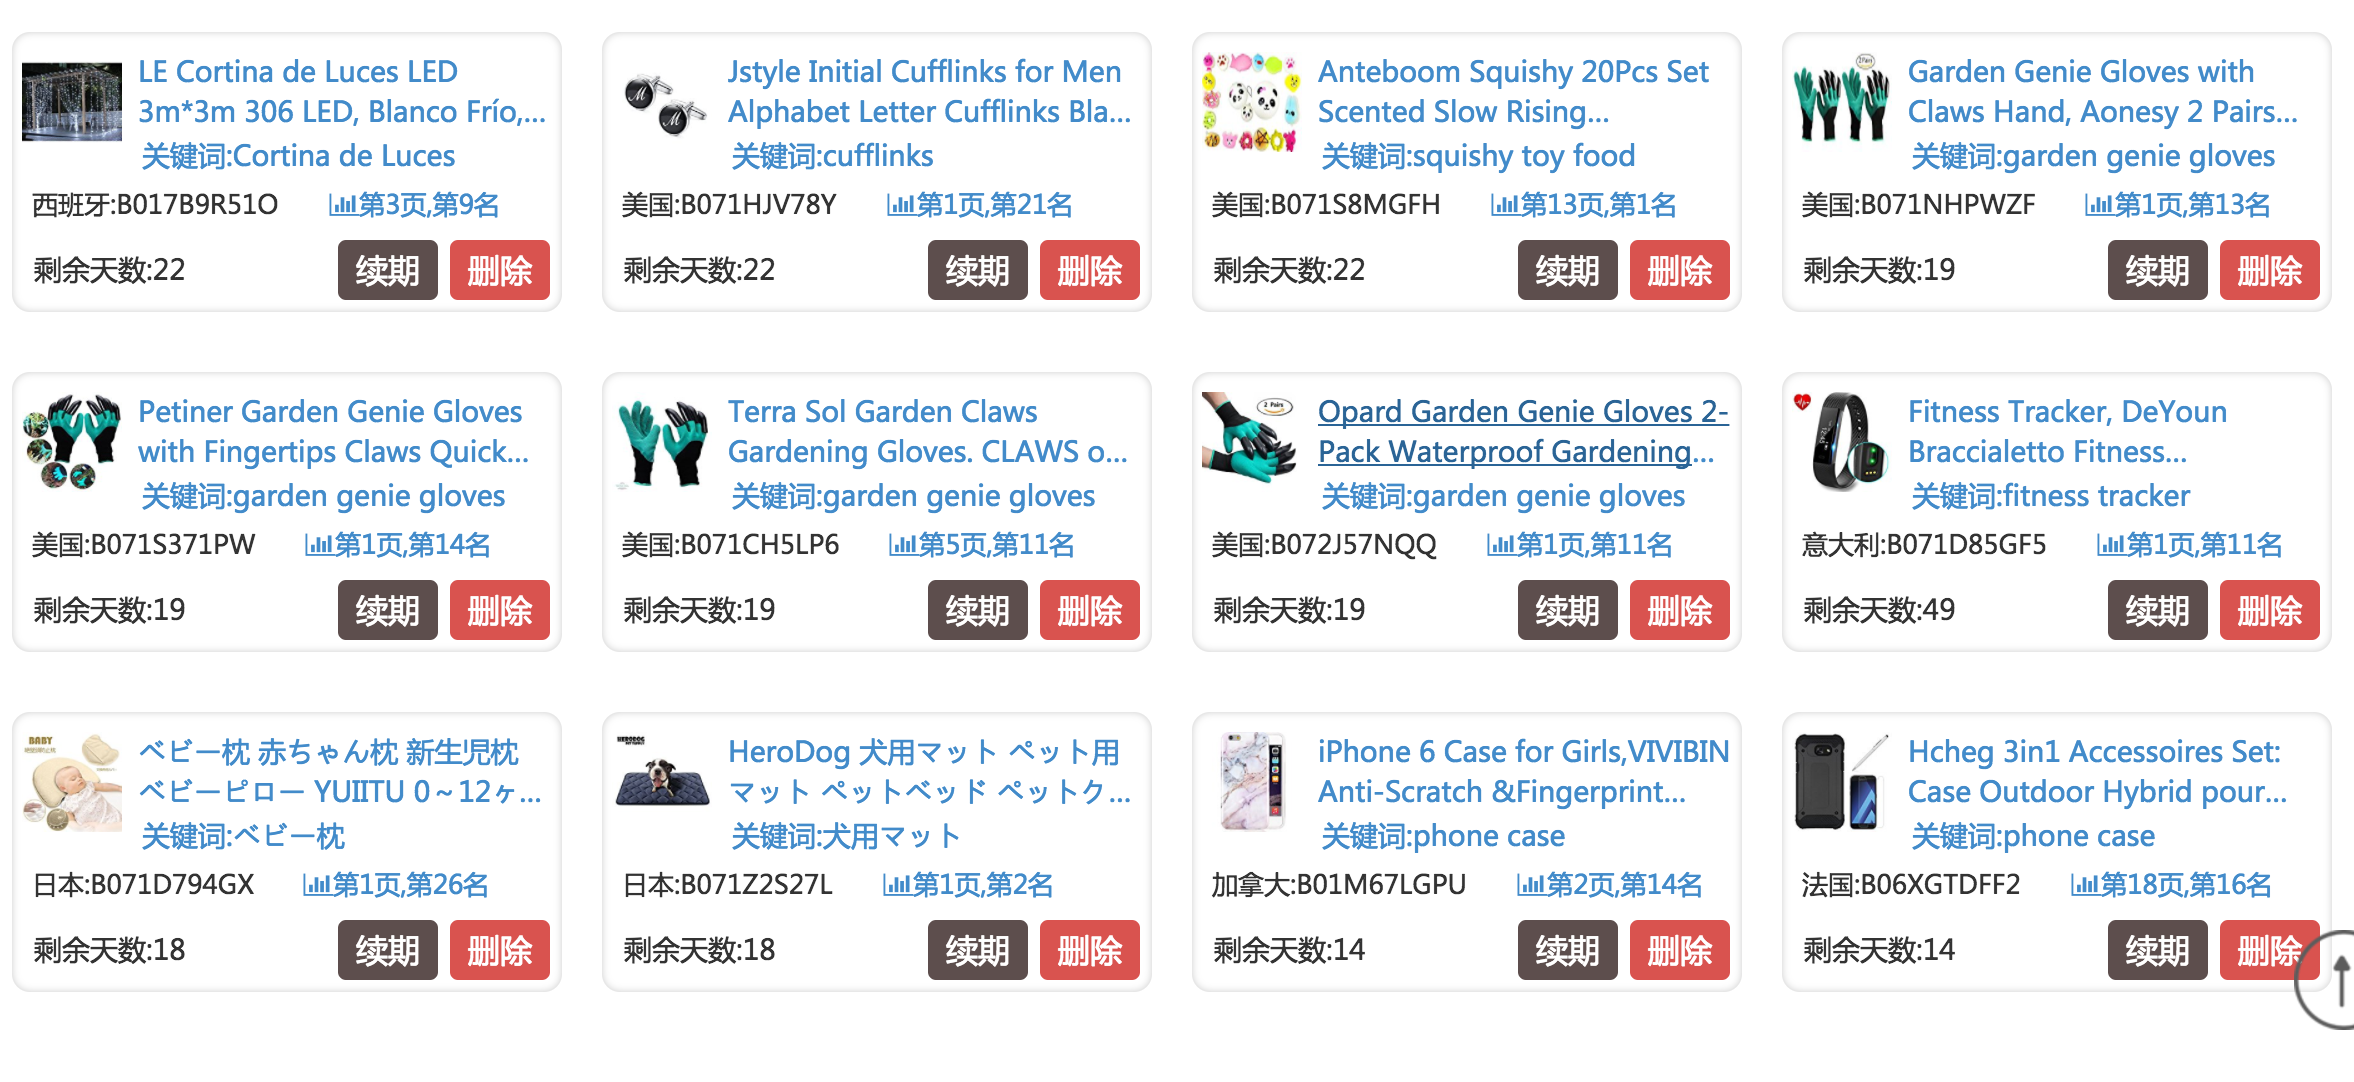 LE Cortina de Luces LED
3m*3m 306 LED, Blanco Frío,...
关键词:Cortina de Luces
西班牙:B017B9R51O 第3页,第9名
剩余天数:22 续期 删除
Jstyle Initial Cufflinks for Men
Alphabet Letter Cufflinks Bla...
关键词:cufflinks
美国:B071HJV78Y 第1页,第21名
剩余天数:22 续期 删除
Anteboom Squishy 20Pcs Set
Scented Slow Rising...
关键词:squishy toy food
美国:B071S8MGFH 第13页,第1名
剩余天数:22 续期 删除
Garden Genie Gloves with
Claws Hand, Aonesy 2 Pairs...
关键词:garden genie gloves
美国:B071NHPWZF 第1页,第13名
剩余天数:19 续期 删除
Petiner Garden Genie Gloves
with Fingertips Claws Quick...
关键词:garden genie gloves
美国:B071S371PW 第1页,第14名
剩余天数:19 续期 删除
Terra Sol Garden Claws
Gardening Gloves. CLAWS o...
关键词:garden genie gloves
美国:B071CH5LP6 第5页,第11名
剩余天数:19 续期 删除
2 Pairs
Opard Garden Genie Gloves 2-
Pack Waterproof Gardening...
关键词:garden genie gloves
美国:B072J57NQQ 第1页,第11名
剩余天数:19 续期 删除
Fitness Tracker, DeYoun
Braccialetto Fitness...
关键词:fitness tracker
意大利:B071D85GF5 第1页,第11名
剩余天数:49 续期 删除
BABY
ベビー枕 赤ちゃん枕 新生児枕
ベビーピロー YUIITU 0～12ヶ...
关键词:ベビー枕
日本:B071D794GX 第1页,第26名
剩余天数:18 续期 删除
HERODOG
HeroDog 犬用マット ペット用
マット ペットベッド ペットク...
关键词:犬用マット
日本:B071Z2S27L 第1页,第2名
剩余天数:18 续期 删除
iPhone 6 Case for Girls,VIVIBIN
Anti-Scratch &Fingerprint...
关键词:phone case
加拿大:B01M67LGPU 第2页,第14名
剩余天数:14 续期 删除
Hcheg 3in1 Accessoires Set:
Case Outdoor Hybrid pour...
关键词:phone case
法国:B06XGTDFF2 第18页,第16名
剩余天数:14 续期 删除